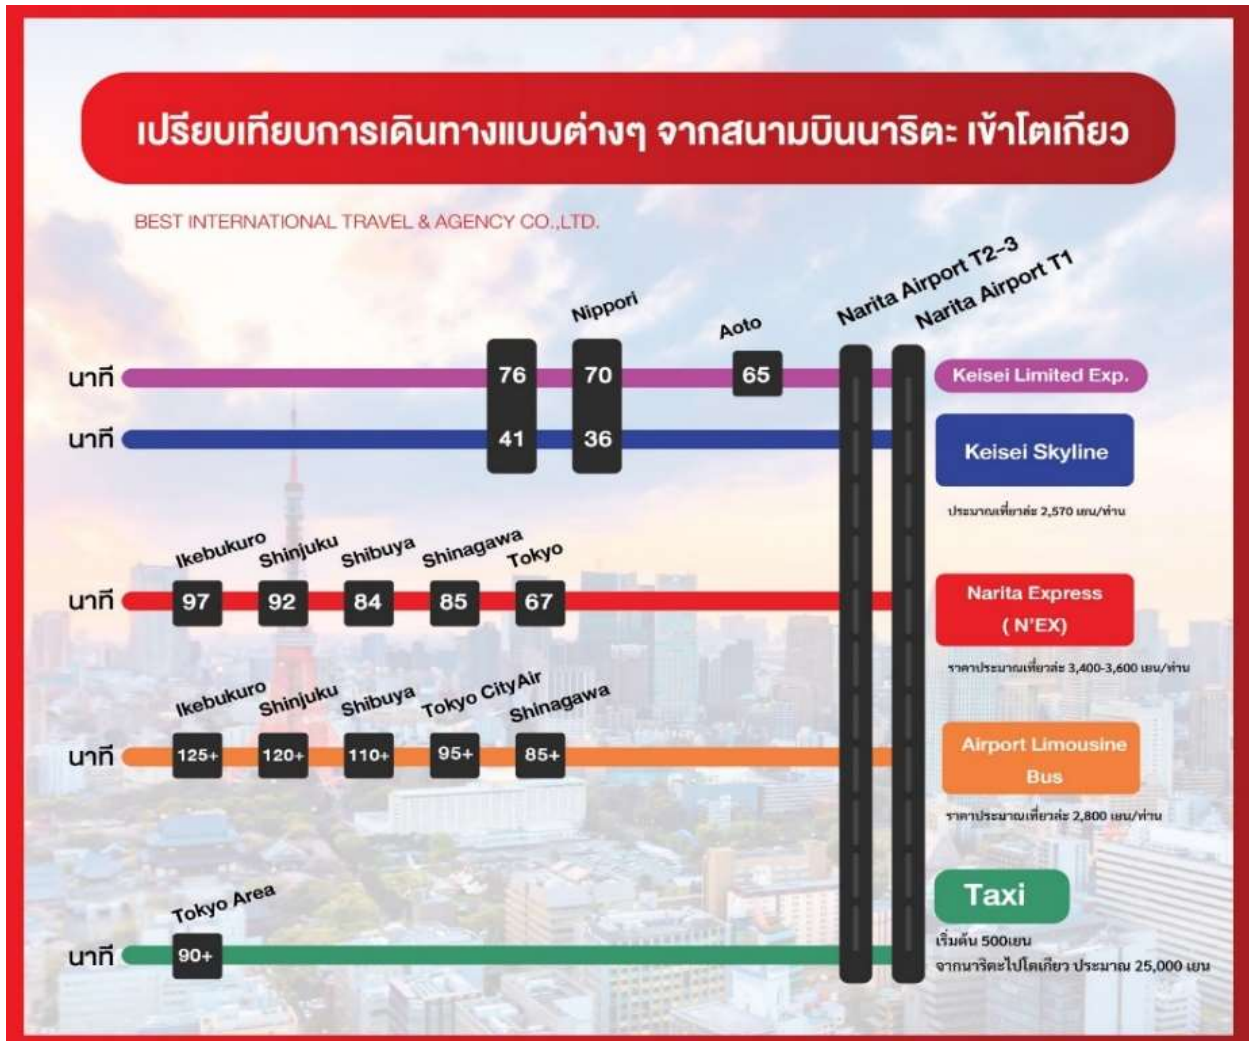 เปรียบเทียบการเดินทางแบบต่างๆ จากสนามบินนาริตะ เข้าโตเกียว
BEST INTERNATIONAL TRAVEL & AGENCY CO.,LTD.
Nippori
Aoto
Narita Airport T2-3
Narita Airport T1
นาที 76 70 65 Keisei Limited Exp.
นาที 41 36 Keisei Skyline
ประมาณเที่ยวล่ะ 2,570 เยน/ท่าน
Ikebukuro Shinjuku Shibuya Shinagawa Tokyo
นาที 97 92 84 85 67 Narita Express
( N'EX)
ราคาประมาณเที่ยวล่ะ 3,400-3,600 เยน/ท่าน
Ikebukuro Shinjuku Shibuya Tokyo CityAir Shinagawa
นาที 125+ 120+ 110+ 95+ 85+ Airport Limousine
Bus
ราคาประมาณเที่ยวล่ะ 2,800 เยน/ท่าน
Tokyo Area
นาที 90+ Taxi
เริ่มต้น 500เยน
จากนาริตะไปโตเกียว ประมาณ 25,000 เยน